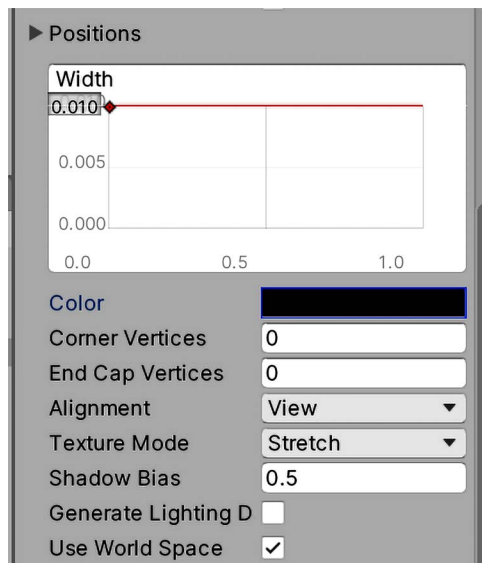 Positions
Width
0.010
0.005
0.000
0.0 0.5 1.0
Color
Corner Vertices 0
End Cap Vertices 0
Alignment View
Texture Mode Stretch
Shadow Bias 0.5
Generate Lighting D
Use World Space